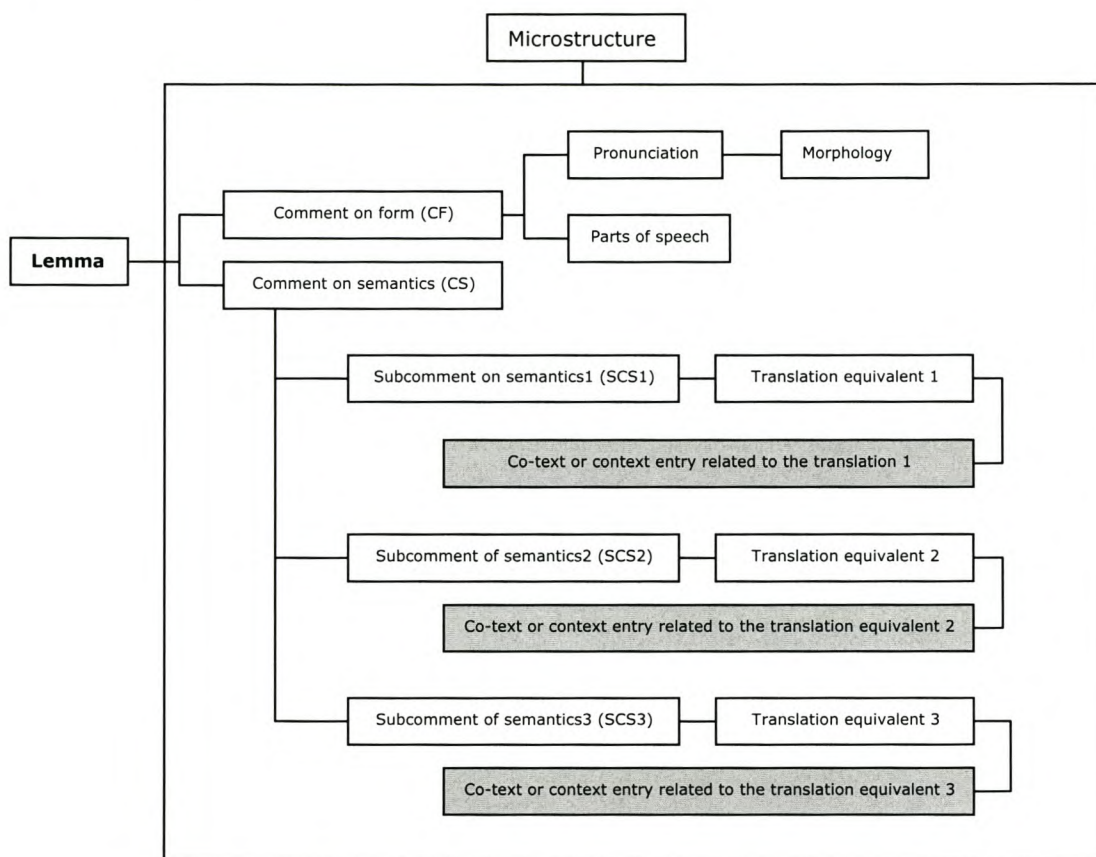 Microstructure
Pronunciation
Morphology
Comment on form (CF)
Parts of speech
Lemma
Comment on semantics (CS)
Subcomment on semantics1 (SCS1)
Translation equivalent 1
Co-text or context entry related to the translation 1
Subcomment of semantics2 (SCS2)
Translation equivalent 2
Co-text or context entry related to the translation equivalent 2
Subcomment of semantics3 (SCS3)
Translation equivalent 3
Co-text or context entry related to the translation equivalent 3